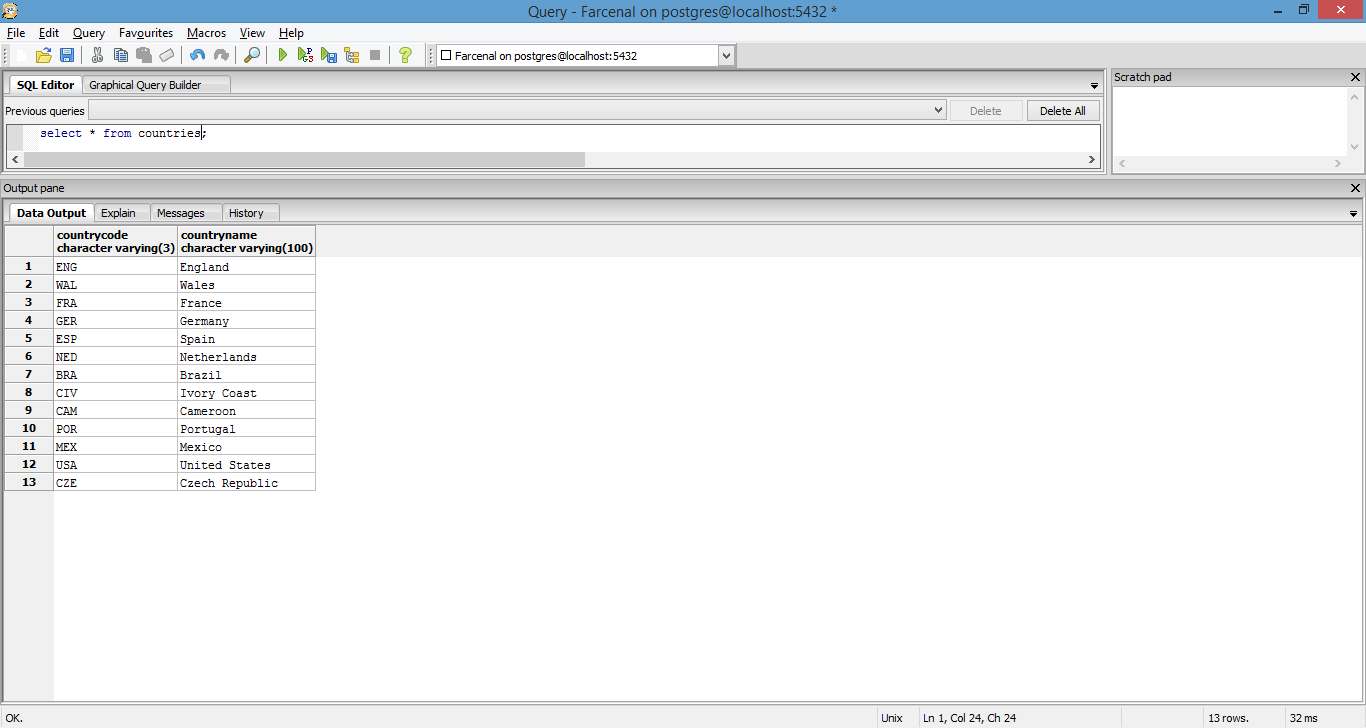 Query - Farcenal on postgres@localhost:5432 *
File Edit Query Favourites Macros View Help
Farcenal on postgres@localhost:5432
SQL Editor Graphical Query Builder
Previous queries Delete Delete All
select * from countries;
Scratch pad
Output pane
Data Output Explain Messages History
countrycode countryname
character varying(3) character varying(100)
1 ENG England
2 WAL Wales
3 FRA France
4 GER Germany
5 ESP Spain
6 NED Netherlands
7 BRA Brazil
8 CIV Ivory Coast
9 CAM Cameroon
10 POR Portugal
11 MEX Mexico
12 USA United States
13 CZE Czech Republic
OK. Unix Ln 1, Col 24, Ch 24 13 rows. 32 ms